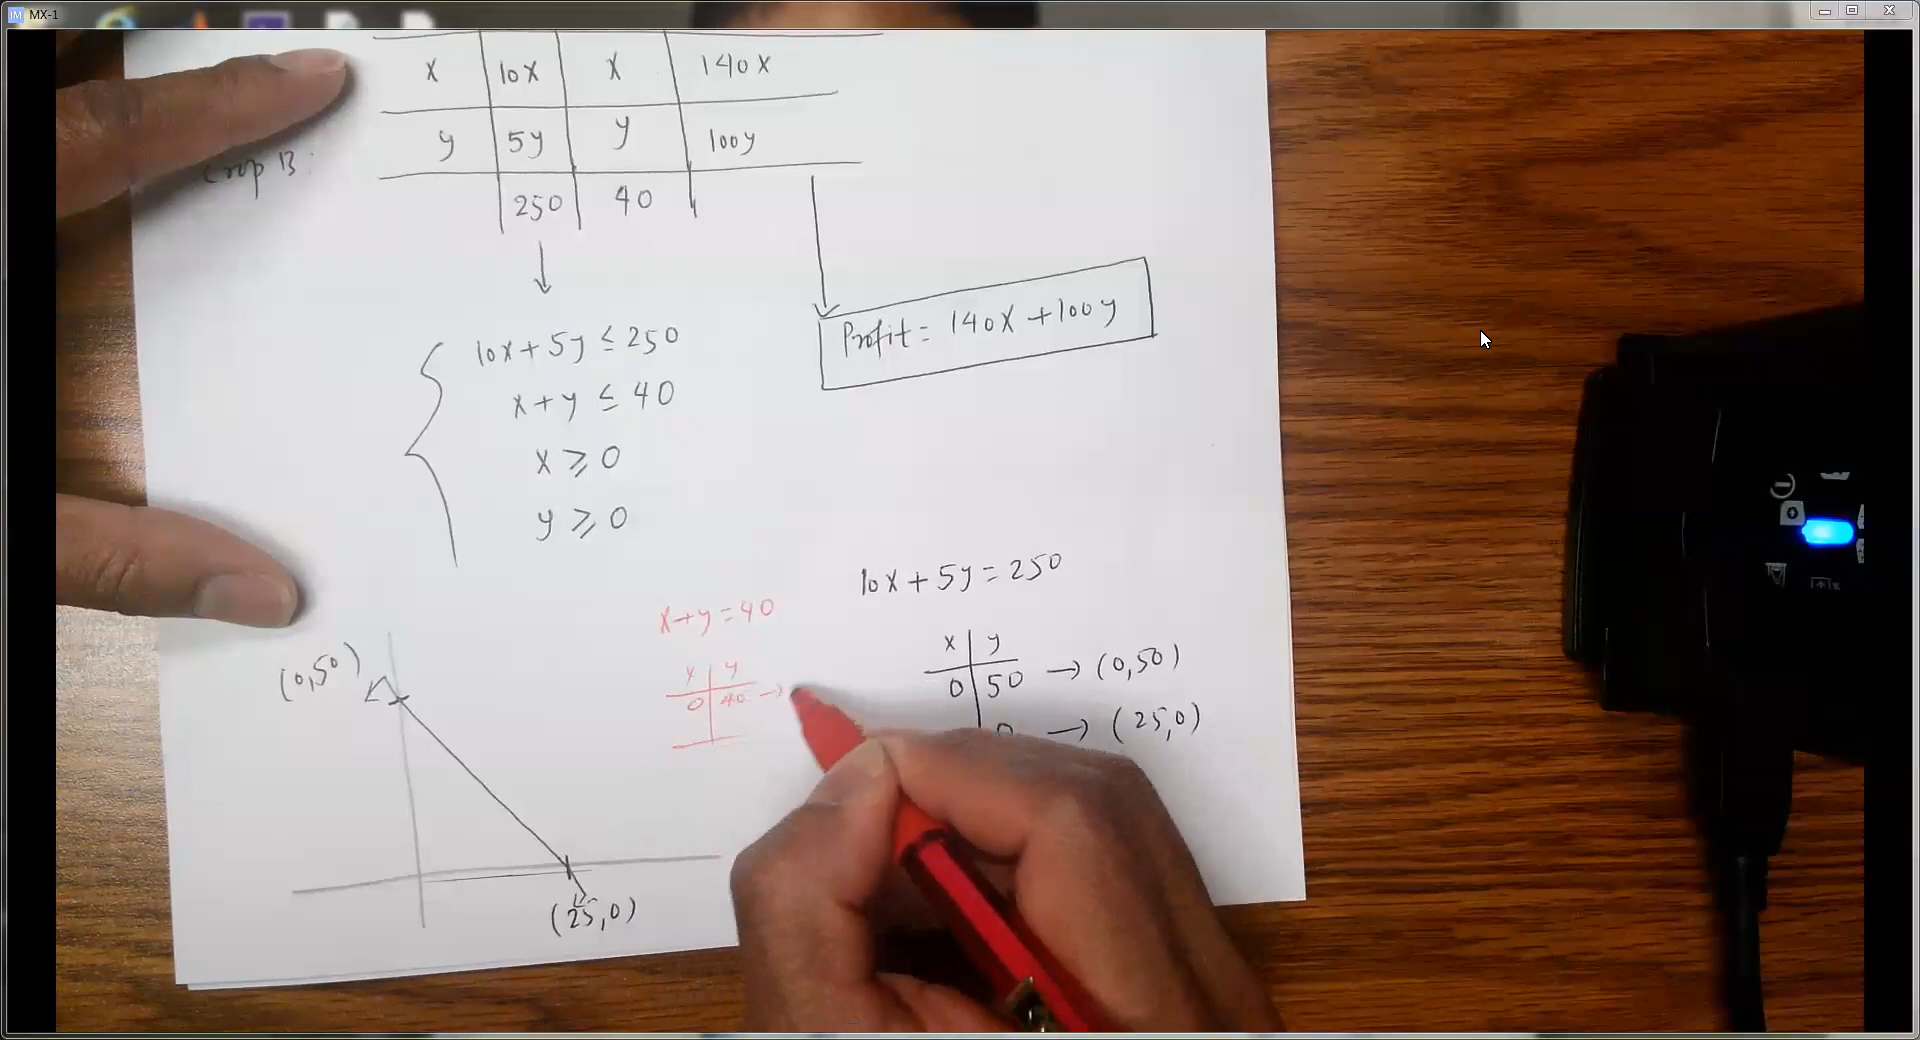 MX-1
x 10x x 140x
Crop B: y 5y y 100y
250 40
Profit = 140x + 100y
10x + 5y ≤ 250
x + y ≤ 40
x ≥ 0
y ≥ 0
10x + 5y = 250
x y
0 50 → (0,50)
0 → (25,0)
x + y = 40
x y
0 40 →
(0,50)
(25,0)